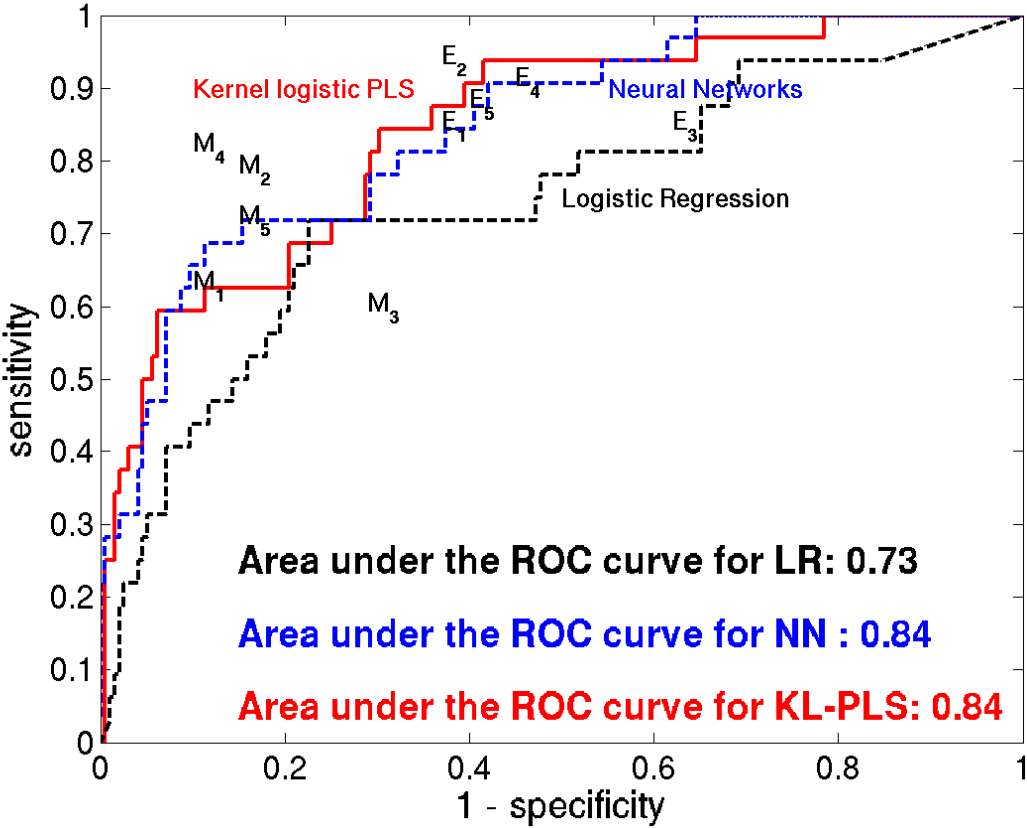 1
0.9
0.8
0.7
0.6
0.5
0.4
0.3
0.2
0.1
0
sensitivity
E2
E4
Kernel logistic PLS
E5
Neural Networks
E1
E3
M4
M2
Logistic Regression
M5
M1
M3
Area under the ROC curve for LR: 0.73
Area under the ROC curve for NN : 0.84
Area under the ROC curve for KL-PLS: 0.84
0 0.2 0.4 0.6 0.8 1
1 - specificity